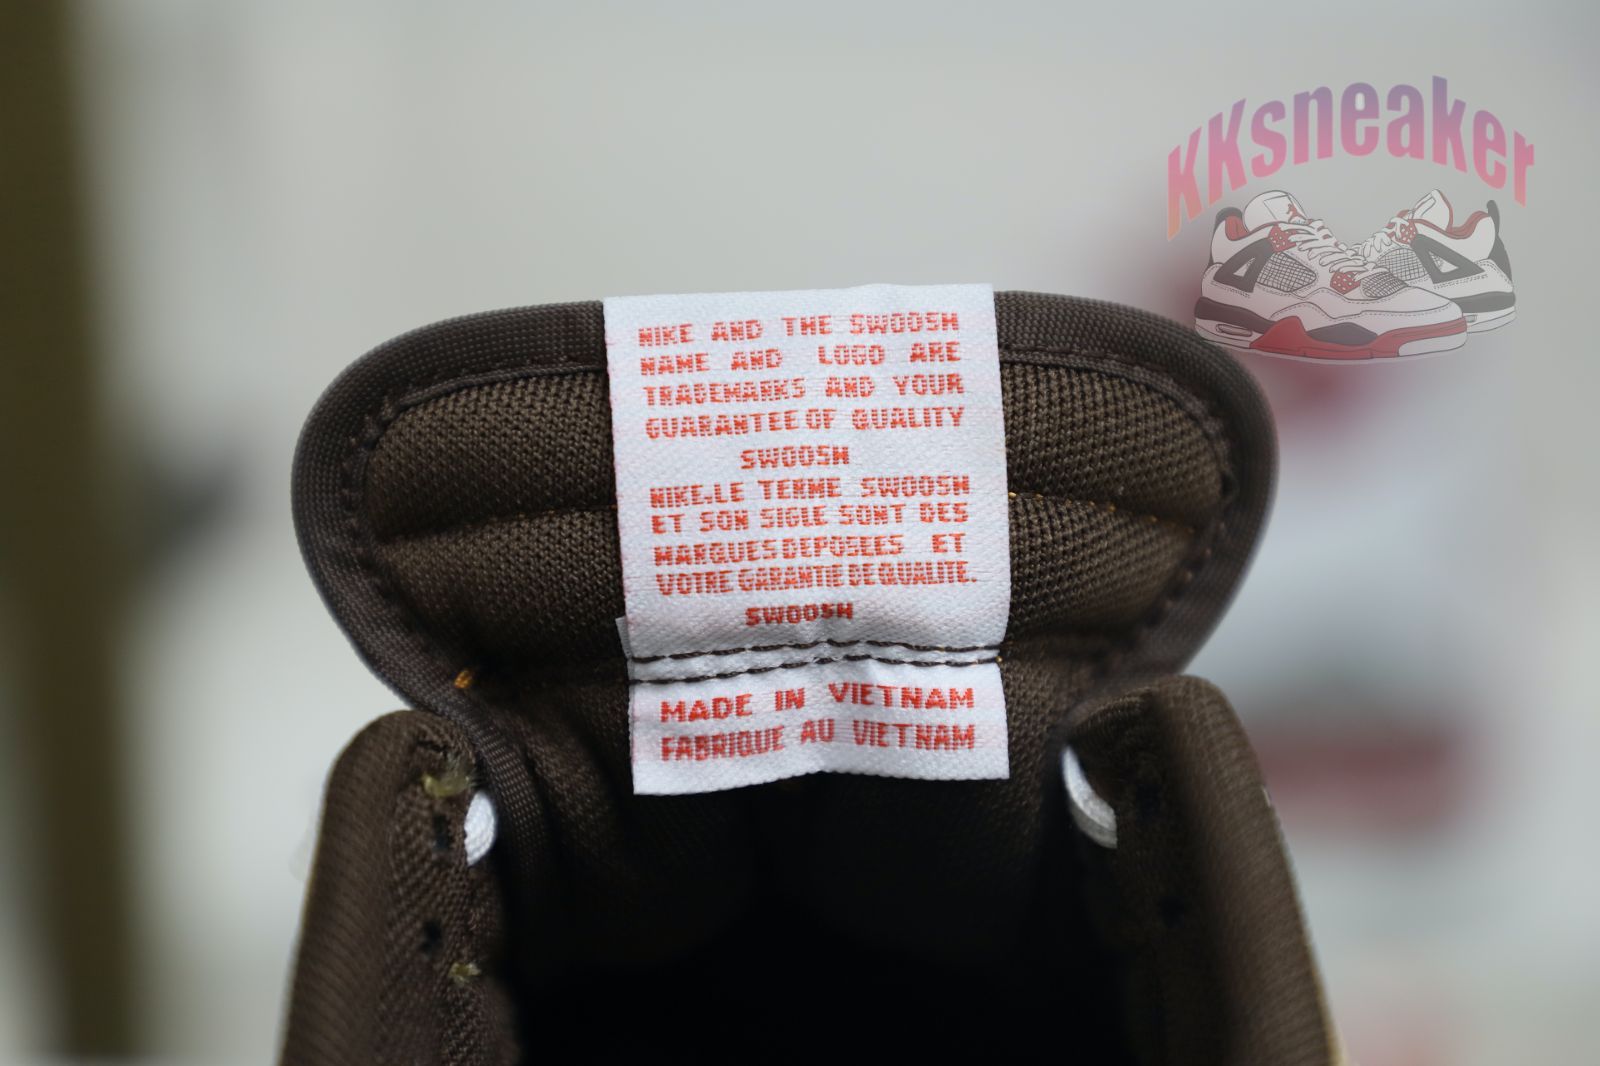 KKsneaker
NIKE AND THE SWOOSH
NAME AND LOGO ARE
TRADEMARKS AND YOUR
GUARANTEE OF QUALITY
SWOOSH
NIKE.LE TERME SWOOSH
ET SON SIGLE SONT DES
MARQUES DEPOSEES ET
VOTRE GARANTIE DE QUALITE.
SWOOSH
MADE IN VIETNAM
FABRIQUE AU VIETNAM